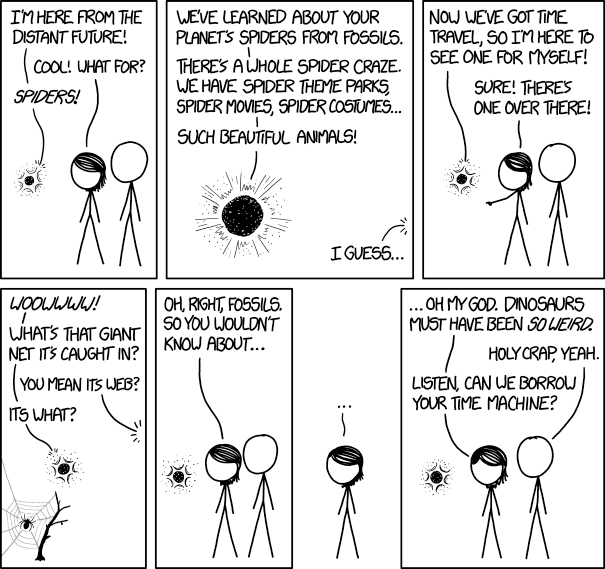 I'M HERE FROM THE
DISTANT FUTURE!
COOL! WHAT FOR?
SPIDERS!
WE'VE LEARNED ABOUT YOUR
PLANET'S SPIDERS FROM FOSSILS.
THERE'S A WHOLE SPIDER CRAZE.
WE HAVE SPIDER THEME PARKS,
SPIDER MOVIES, SPIDER COSTUMES...
SUCH BEAUTIFUL ANIMALS!
I GUESS...
NOW WE'VE GOT TIME
TRAVEL, SO I'M HERE TO
SEE ONE FOR MYSELF!
SURE! THERE'S
ONE OVER THERE!
WOOWWWW!
WHAT'S THAT GIANT
NET IT'S CAUGHT IN?
YOU MEAN ITS WEB?
ITS WHAT?
OH, RIGHT, FOSSILS.
SO YOU WOULDN'T
KNOW ABOUT...
...
...OH MY GOD. DINOSAURS
MUST HAVE BEEN SO WEIRD.
HOLY CRAP, YEAH.
LISTEN, CAN WE BORROW
YOUR TIME MACHINE?